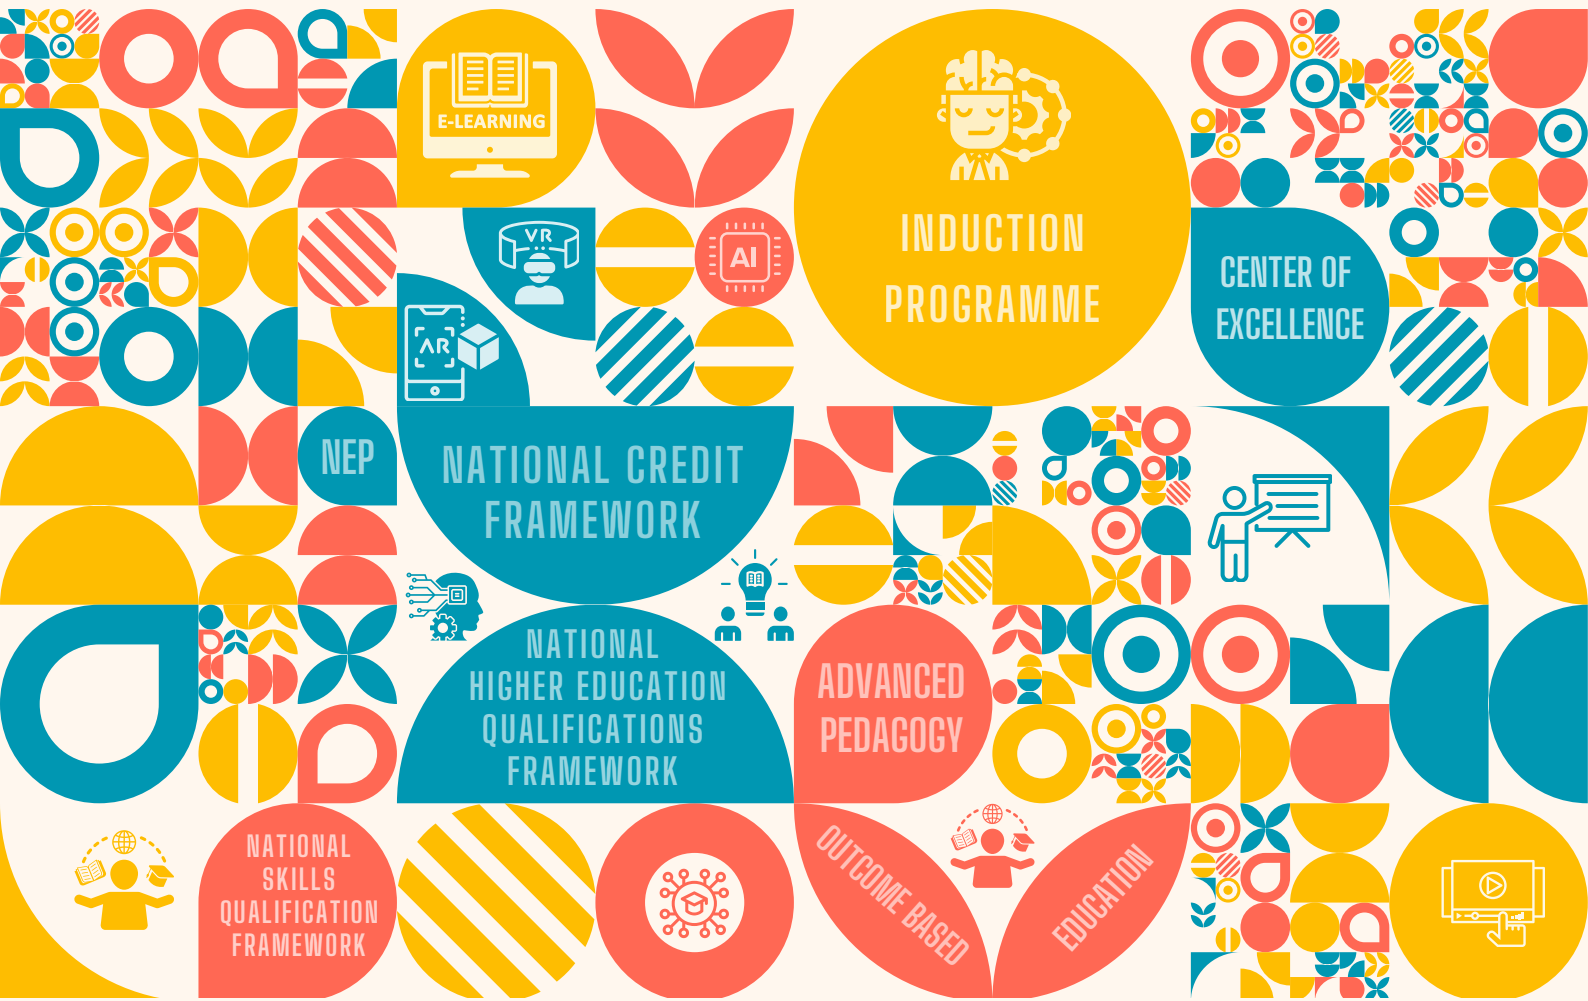 E-LEARNING
INDUCTION
PROGRAMME
VR
AI
AR
CENTER OF
EXCELLENCE
NEP
NATIONAL CREDIT
FRAMEWORK
NATIONAL
HIGHER EDUCATION
QUALIFICATIONS
FRAMEWORK
ADVANCED
PEDAGOGY
NATIONAL
SKILLS
QUALIFICATION
FRAMEWORK
OUTCOME BASED
EDUCATION